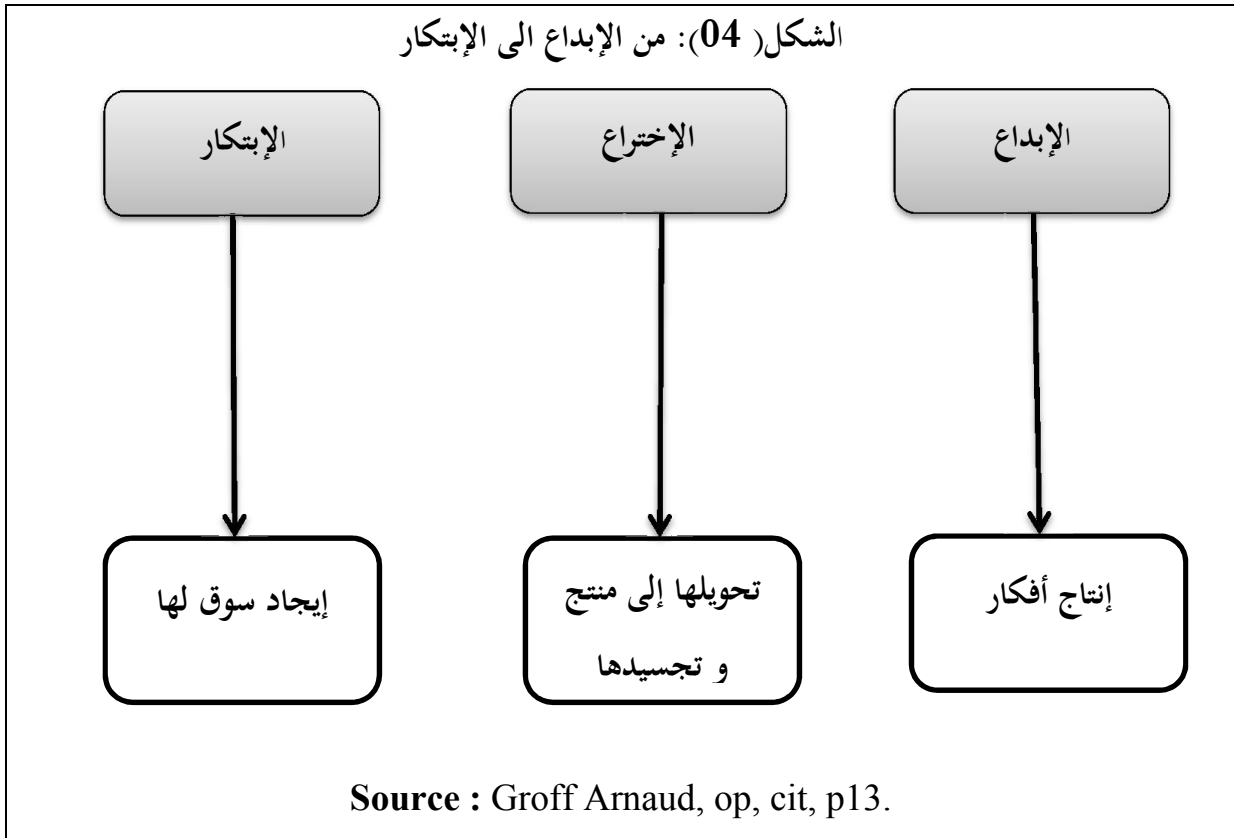 الشكل( 04): من الإبداع الى الإبتكار
الإبداع
الإختراع
الإبتكار
إنتاج أفكار
تحويلها إلى منتج
و تجسيدها
إيجاد سوق لها
Source : Groff Arnaud, op, cit, p13.